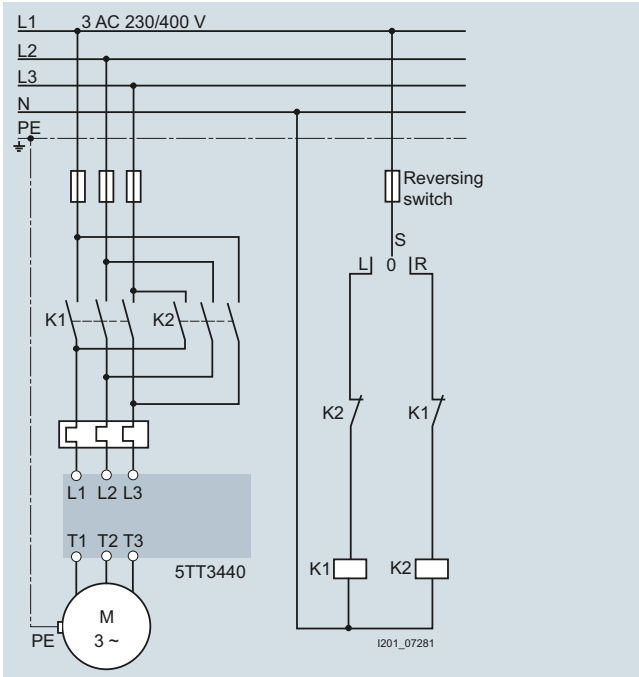 L1 3 AC 230/400 V
L2
L3
N
PE
Reversing
switch
S
L 0 R
K1 K2
K2 K1
L1 L2 L3
T1 T2 T3
5TT3440
K1 K2
M
3 ~
PE
I201_07281